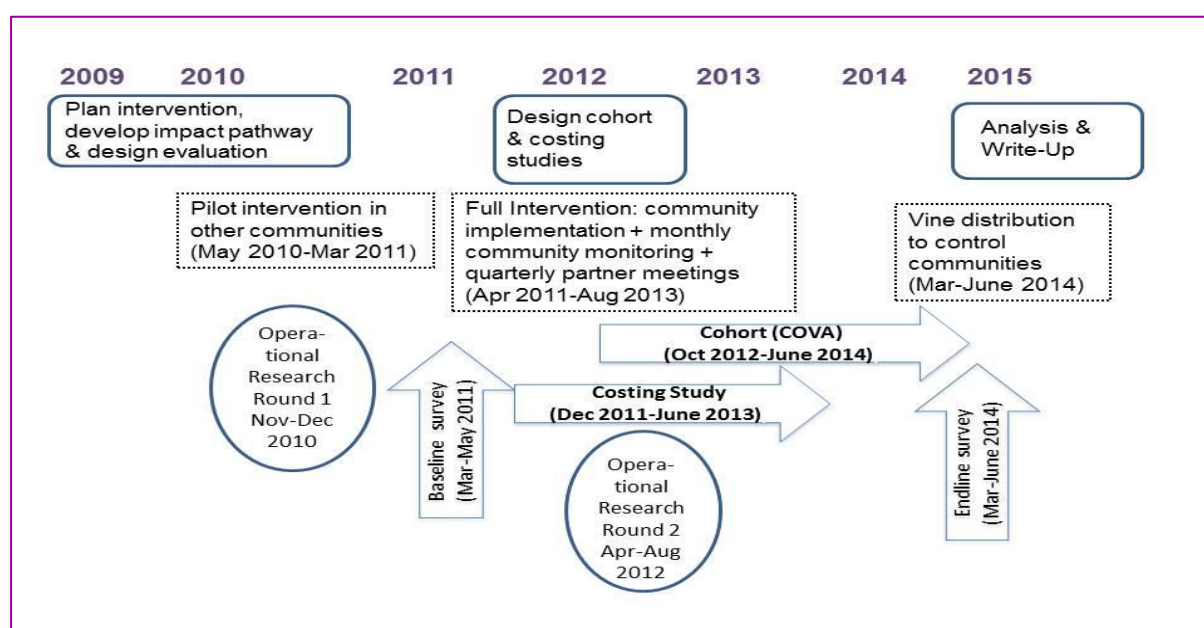 2009 2010 2011 2012 2013 2014 2015
Plan intervention,
develop impact pathway
& design evaluation
Design cohort
& costing
studies
Analysis &
Write-Up
Pilot intervention in
other communities
(May 2010-Mar 2011)
Full Intervention: community
implementation + monthly
community monitoring +
quarterly partner meetings
(Apr 2011-Aug 2013)
Vine distribution
to control
communities
(Mar-June 2014)
Opera-
tional
Research
Round 1
Nov-Dec
2010
Baseline survey
(Mar-May 2011)
Cohort (COVA)
(Oct 2012-June 2014)
Costing Study
(Dec 2011-June 2013)
Opera-
tional
Research
Round 2
Apr-Aug
2012
Endline survey
(Mar-June 2014)